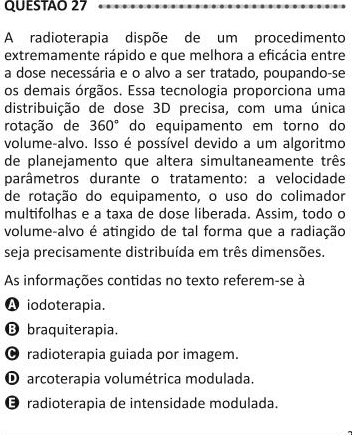 QUESTÃO 27
A radioterapia dispõe de um procedimento
extremamente rápido e que melhora a eficácia entre
a dose necessária e o alvo a ser tratado, poupando-se
os demais órgãos. Essa tecnologia proporciona uma
distribuição de dose 3D precisa, com uma única
rotação de 360° do equipamento em torno do
volume-alvo. Isso é possível devido a um algoritmo
de planejamento que altera simultaneamente três
parâmetros durante o tratamento: a velocidade
de rotação do equipamento, o uso do colimador
multifolhas e a taxa de dose liberada. Assim, todo o
volume-alvo é atingido de tal forma que a radiação
seja precisamente distribuída em três dimensões.
As informações contidas no texto referem-se à
A iodoterapia.
B braquiterapia.
C radioterapia guiada por imagem.
D arcoterapia volumétrica modulada.
E radioterapia de intensidade modulada.